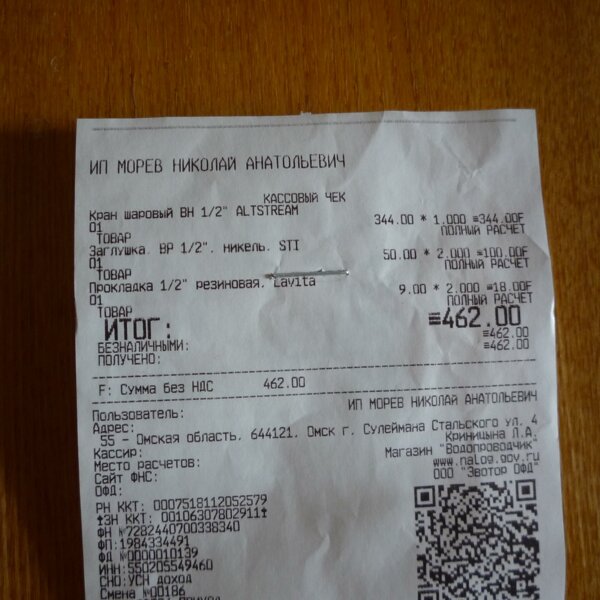 ИП МОРЕВ НИКОЛАЙ АНАТОЛЬЕВИЧ
КАССОВЫЙ ЧЕК
Кран шаровый ВН 1/2" ALTSTREAM
01 344.00 * 1.000 ≡344.00F
ТОВАР ПОЛНЫЙ РАСЧЕТ
Заглушка. ВР 1/2". никель. STI
01 50.00 * 2.000 ≡100.00F
ТОВАР ПОЛНЫЙ РАСЧЕТ
Прокладка 1/2" резиновая. Lavita
01 9.00 * 2.000 ≡18.00F
ТОВАР ПОЛНЫЙ РАСЧЕТ
ИТОГ: ≡462.00
БЕЗНАЛИЧНЫМИ: ≡462.00
ПОЛУЧЕНО: ≡462.00
F: Сумма без НДС 462.00
Пользователь: ИП МОРЕВ НИКОЛАЙ АНАТОЛЬЕВИЧ
Адрес:
55 - Омская область, 644121, Омск г. Сулеймана Стальского ул. 4
Кассир: Криницына Л.А.
Место расчетов: Магазин "Водопроводчик"
Сайт ФНС: www.nalog.gov.ru
ОФД: ООО "Эвотор ОФД"
РН ККТ: 0007518112052579
ЗН ККТ: 00106307802911
ФН №7282440700338340
ФП: 1984334491
ФД №0000010139
ИНН: 550205549460
СНО: УСН доход
Смена №00186